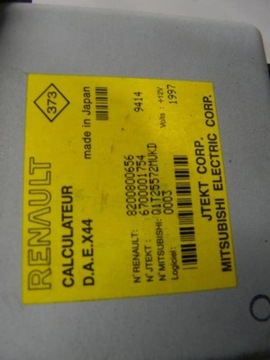 RENAULT
373
CALCULATEUR
D.A.E.X44
made in Japan
N°RENAULT: 8200800656 9414
N°JTEKT: 6700001754
N°MITSUBISHI: Q1T25572MUKD
Logiciel: 0003 Volts: +12V
1997
JTEKT CORP.
MITSUBISHI ELECTRIC CORP.